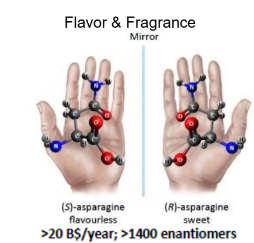 Flavor & Fragrance
Mirror
N
O
O
N
O
N
O
O
N
O
(S)-asparagine
flavourless
(R)-asparagine
sweet
>20 B$/year; >1400 enantiomers